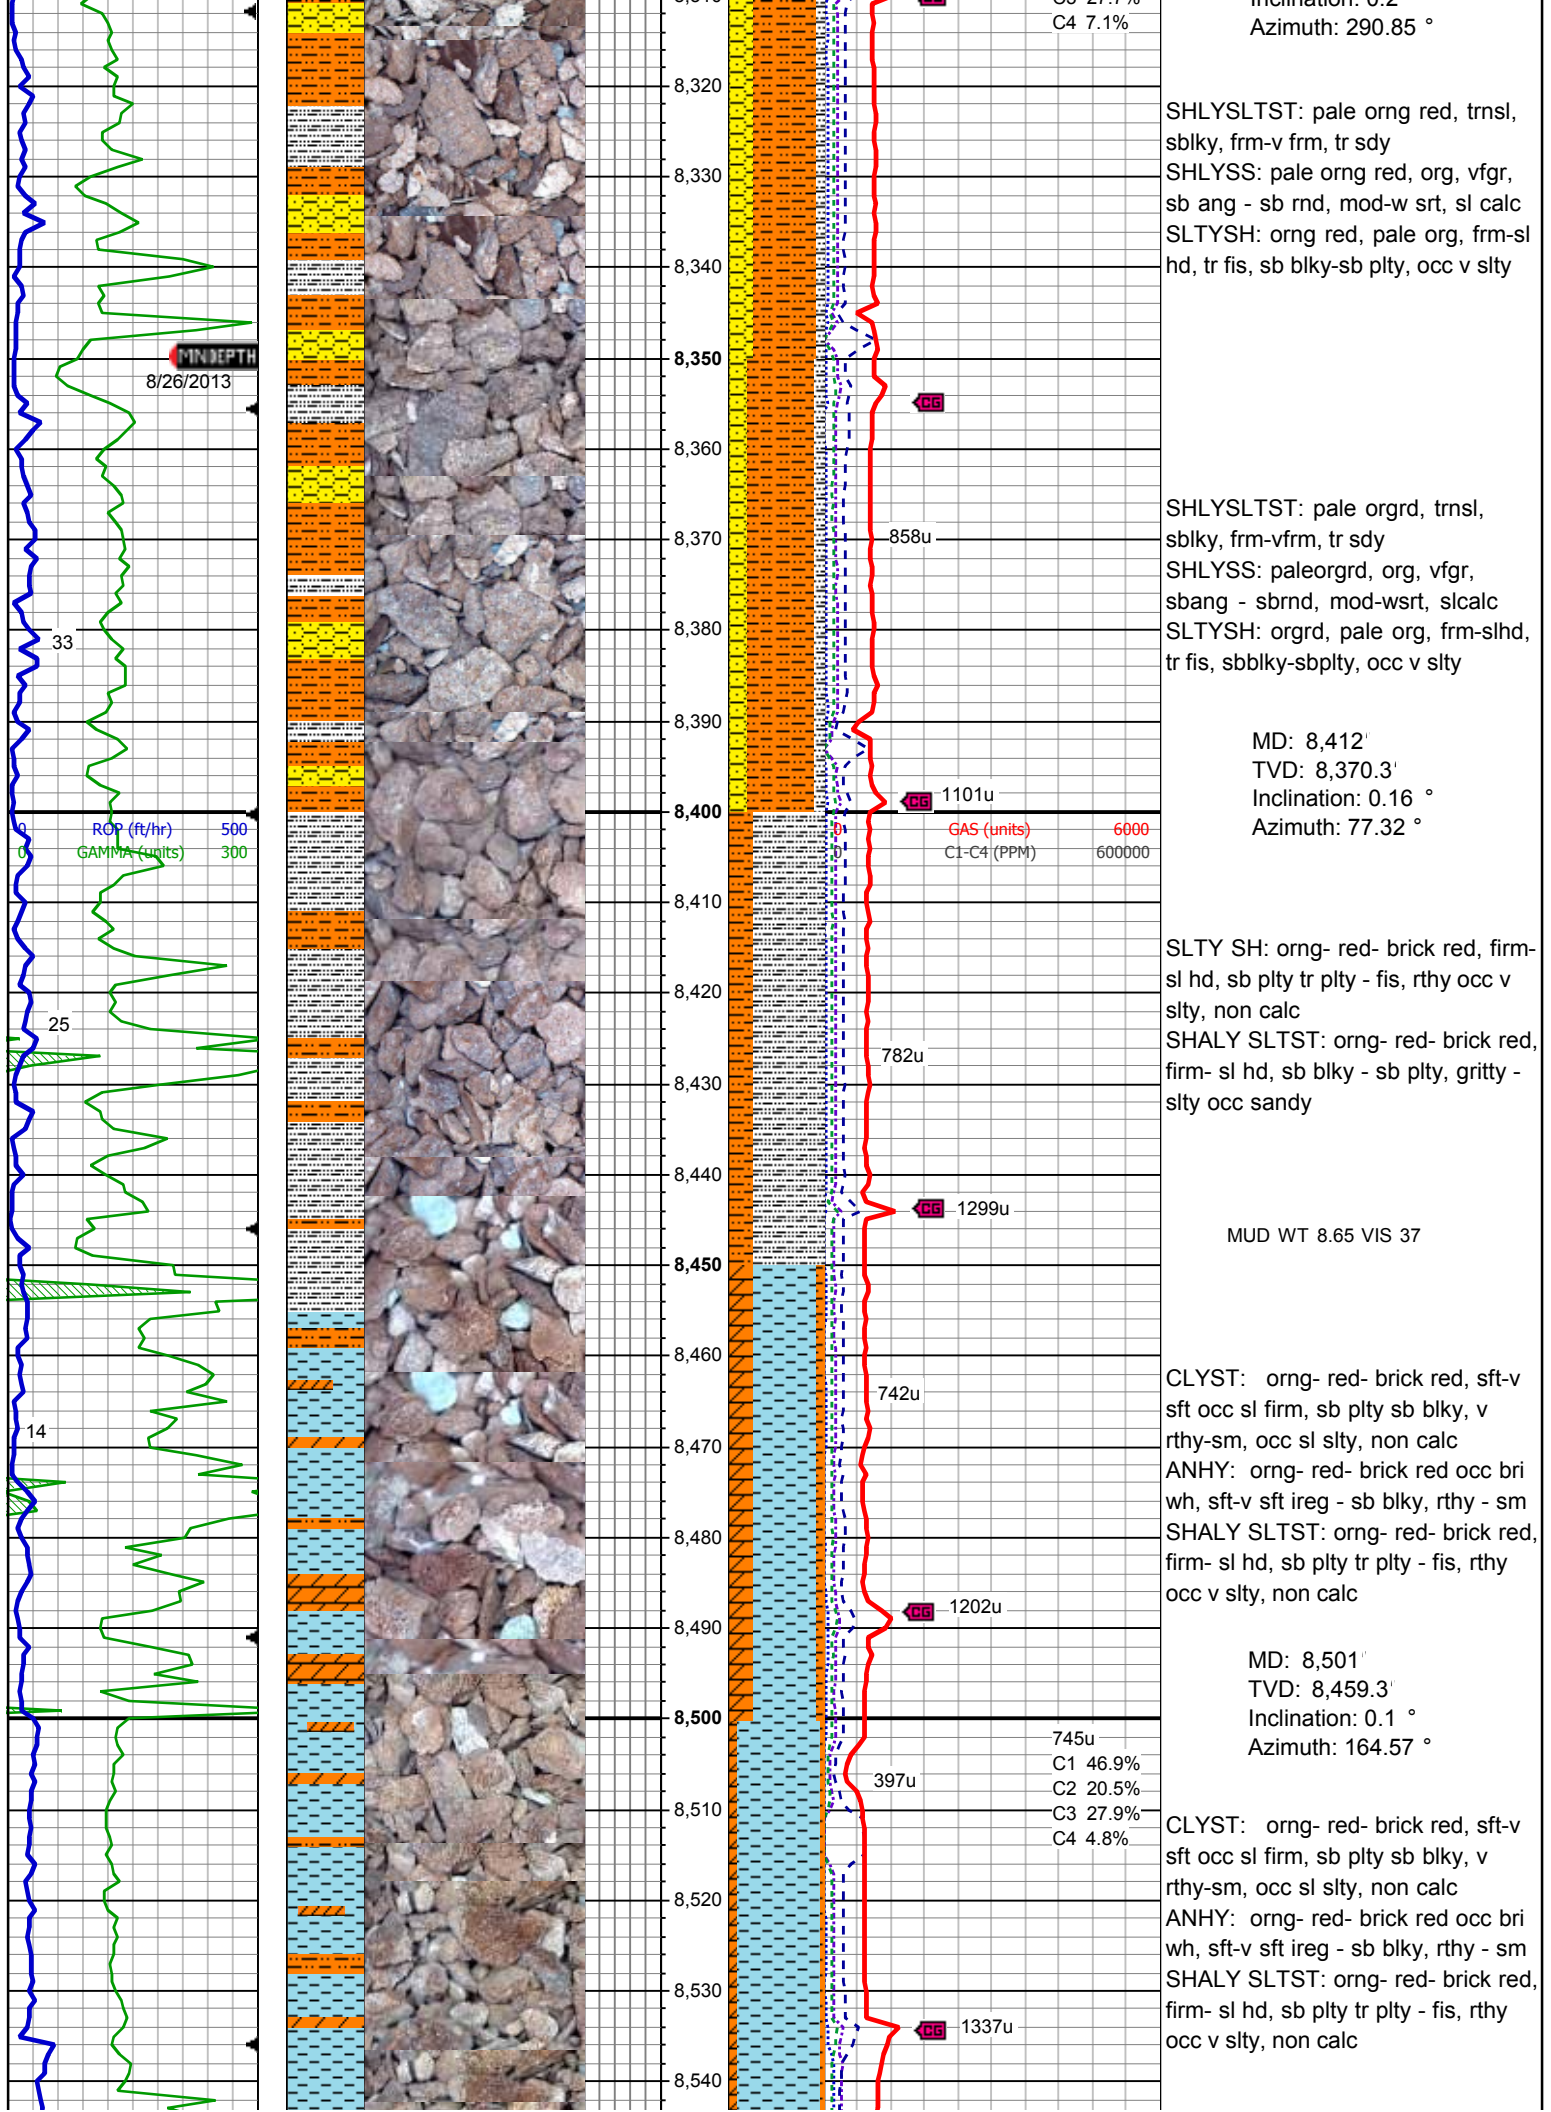 C4 7.1%
Azimuth: 290.85 °
8,320
SHLYSLTST: pale orng red, trnsl,
sblky, frm-v frm, tr sdy
8,330
SHLYSS: pale orng red, org, vfgr,
sb ang - sb rnd, mod-w srt, sl calc
SLTYSH: orng red, pale org, frm-sl
hd, tr fis, sb blky-sb plty, occ v slty
8,340
MNDEPTH
8/26/2013
8,350
CG
8,360
SHLYSLTST: pale orgrd, trnsl,
sblky, frm-vfrm, tr sdy
8,370
858u
SHLYSS: paleorgrd, org, vfgr,
sbang - sbrnd, mod-wsrt, slcalc
SLTYSH: orgrd, pale org, frm-slhd,
tr fis, sbblky-sbplty, occ v slty
33
8,380
8,390
MD: 8,412'
TVD: 8,370.3'
Inclination: 0.16 °
Azimuth: 77.32 °
CG 1101u
8,400
0 ROP (ft/hr) 500
0 GAMMA (units) 300
0 GAS (units) 6000
0 C1-C4 (PPM) 600000
8,410
SLTY SH: orng- red- brick red, firm-
sl hd, sb plty tr plty - fis, rthy occ v
slty, non calc
8,420
25
SHALY SLTST: orng- red- brick red,
firm- sl hd, sb blky - sb plty, gritty -
slty occ sandy
782u
8,430
8,440
CG 1299u
MUD WT 8.65 VIS 37
8,450
8,460
CLYST: orng- red- brick red, sft-v
sft occ sl firm, sb plty sb blky, v
rthy-sm, occ sl slty, non calc
742u
14
8,470
ANHY: orng- red- brick red occ bri
wh, sft-v sft ireg - sb blky, rthy - sm
SHALY SLTST: orng- red- brick red,
firm- sl hd, sb plty tr plty - fis, rthy
occ v slty, non calc
8,480
CG 1202u
8,490
MD: 8,501'
TVD: 8,459.3'
Inclination: 0.1 °
Azimuth: 164.57 °
8,500
745u
C1 46.9%
C2 20.5%
C3 27.9%
C4 4.8%
397u
8,510
CLYST: orng- red- brick red, sft-v
sft occ sl firm, sb plty sb blky, v
rthy-sm, occ sl slty, non calc
8,520
ANHY: orng- red- brick red occ bri
wh, sft-v sft ireg - sb blky, rthy - sm
SHALY SLTST: orng- red- brick red,
firm- sl hd, sb plty tr plty - fis, rthy
occ v slty, non calc
8,530
CG 1337u
8,540